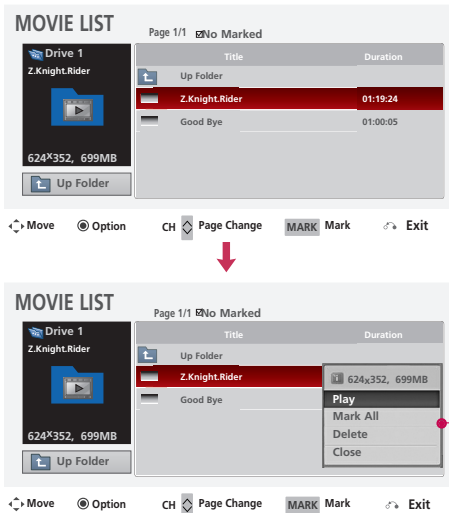 MOVIE LIST
Page 1/1 No Marked
Drive 1
Z.Knight.Rider
624X352, 699MB
Up Folder
Title Duration
Up Folder
Z.Knight.Rider 01:19:24
Good Bye 01:00:05
Move Option CH Page Change MARK Mark Exit
MOVIE LIST
Page 1/1 No Marked
Drive 1
Z.Knight.Rider
624X352, 699MB
Up Folder
Title Duration
Up Folder
Z.Knight.Rider
Good Bye
624x352, 699MB
Play
Mark All
Delete
Close
Move Option CH Page Change MARK Mark Exit